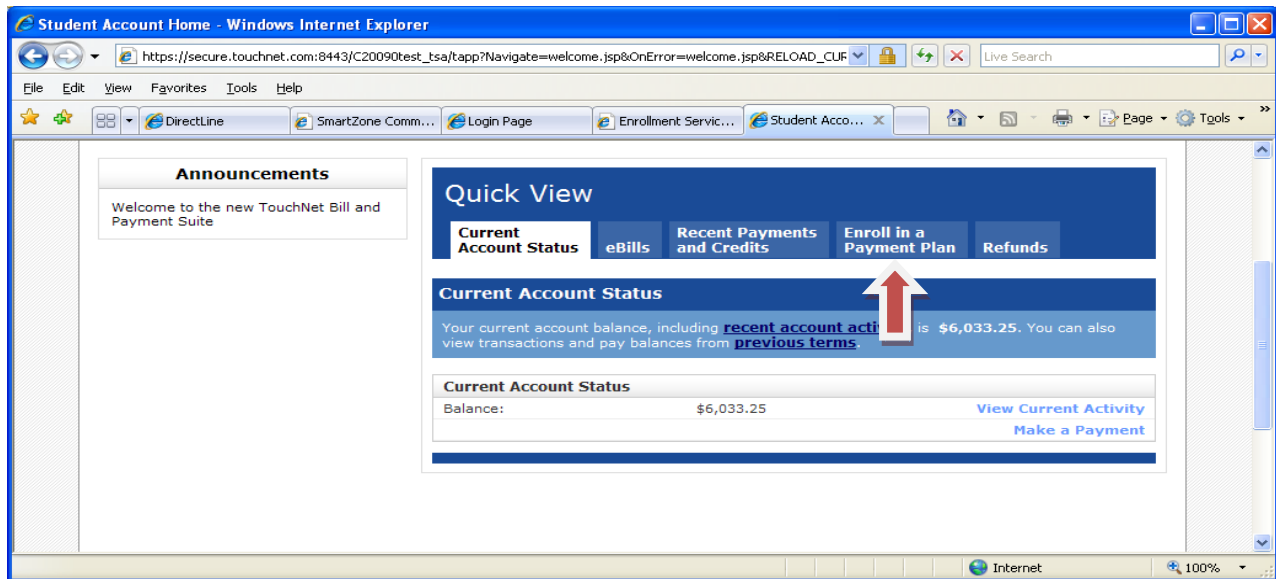 Student Account Home - Windows Internet Explorer
https://secure.touchnet.com:8443/C20090test_tsa/tapp?Navigate=welcome.jsp&OnError=welcome.jsp&RELOAD_CUF
Live Search
File Edit View Favorites Tools Help
DirectLine SmartZone Comm... Login Page Enrollment Servic... Student Acco... Page Tools
Announcements
Welcome to the new TouchNet Bill and
Payment Suite
Quick View
Current
Account Status
eBills
Recent Payments
and Credits
Enroll in a
Payment Plan
Refunds
Current Account Status
Your current account balance, including recent account is $6,033.25. You can also
view transactions and pay balances from previous terms.
Current Account Status
Balance: $6,033.25 View Current Activity
Make a Payment
Internet 100%